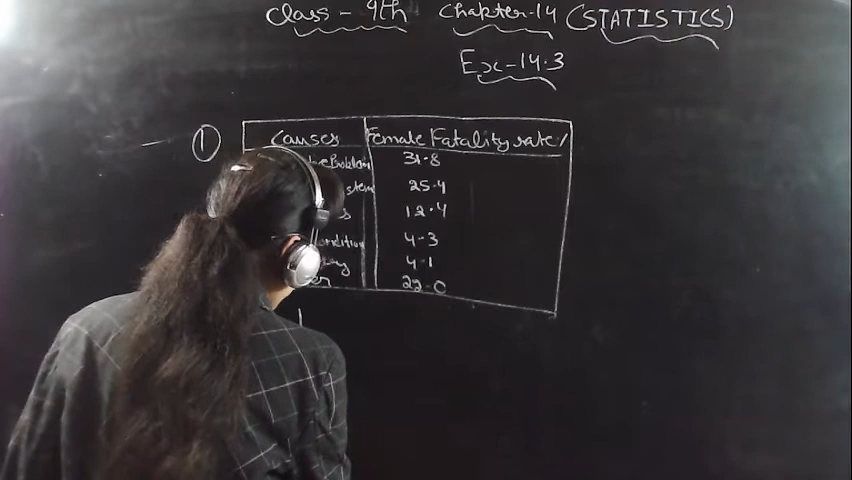 Class - 9th Chapter-14 (STATISTICS)
Ex-14.3
1 Causes Female Fatality rate %
31.8
25.4
12.4
4.3
4.1
22.0